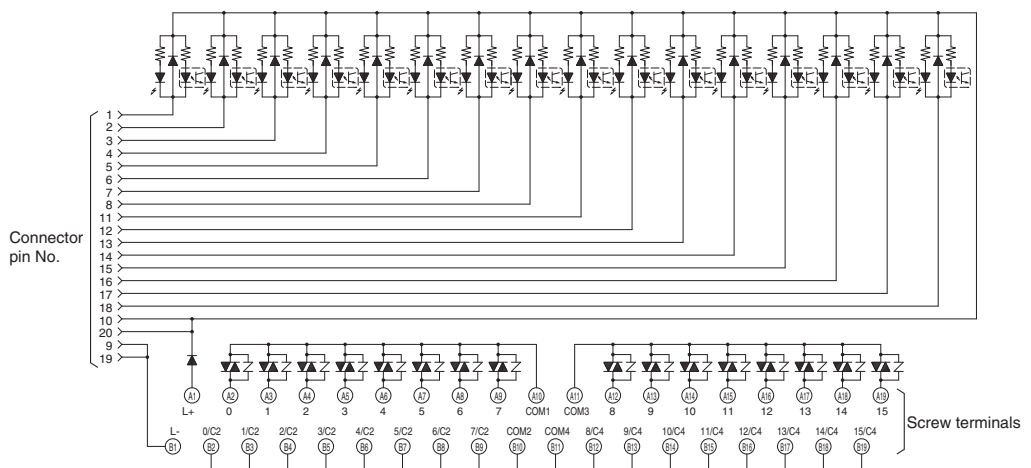 Connector
pin No.
1
2
3
4
5
6
7
8
11
12
13
14
15
16
17
18
10
20
9
19
A1 A2 A3 A4 A5 A6 A7 A8 A9 A10 A11 A12 A13 A14 A15 A16 A17 A18 A19
L+ 0 1 2 3 4 5 6 7 COM1 COM3 8 9 10 11 12 13 14 15
Screw terminals
L- 0/C2 1/C2 2/C2 3/C2 4/C2 5/C2 6/C2 7/C2 COM2 COM4 8/C4 9/C4 10/C4 11/C4 12/C4 13/C4 14/C4 15/C4
B1 B2 B3 B4 B5 B6 B7 B8 B9 B10 B11 B12 B13 B14 B15 B16 B17 B18 B19